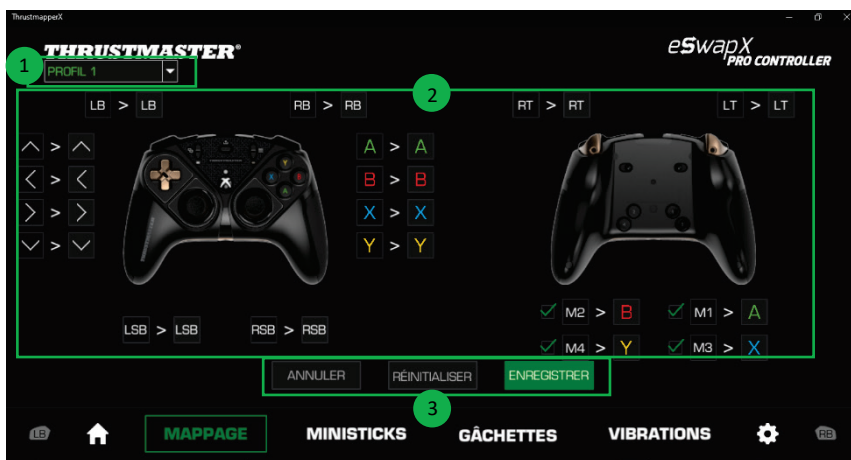 ThrustmapperX
THRUSTMASTER®
eSwapX
PRO CONTROLLER
1
PROFIL 1
2
LB > LB
RB > RB
RT > RT
LT > LT
A > A
B > B
X > X
Y > Y
LSB > LSB
RSB > RSB
M2 > B
M1 > A
M4 > Y
M3 > X
ANNULER
RÉINITIALISER
ENREGISTRER
3
LB
MAPPAGE
MINISTICKS
GÂCHETTES
VIBRATIONS
RB